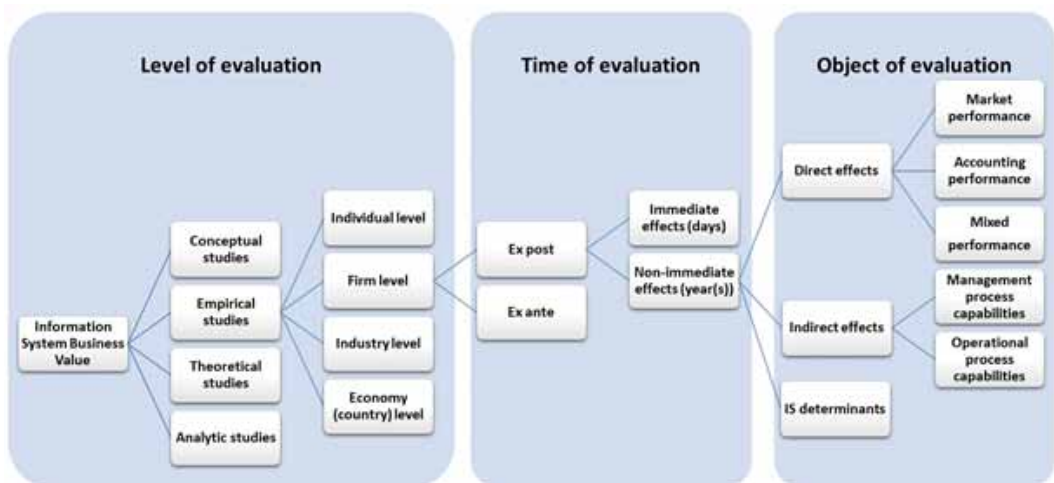 Level of evaluation
Information
System Business
Value
Conceptual
studies
Empirical
studies
Theoretical
studies
Analytic studies
Individual level
Firm level
Industry level
Economy
(country) level
Time of evaluation
Ex post
Ex ante
Immediate
effects (days)
Non-immediate
effects (year(s))
Object of evaluation
Direct effects
Indirect effects
IS determinants
Market
performance
Accounting
performance
Mixed
performance
Management
process
capabilities
Operational
process
capabilities